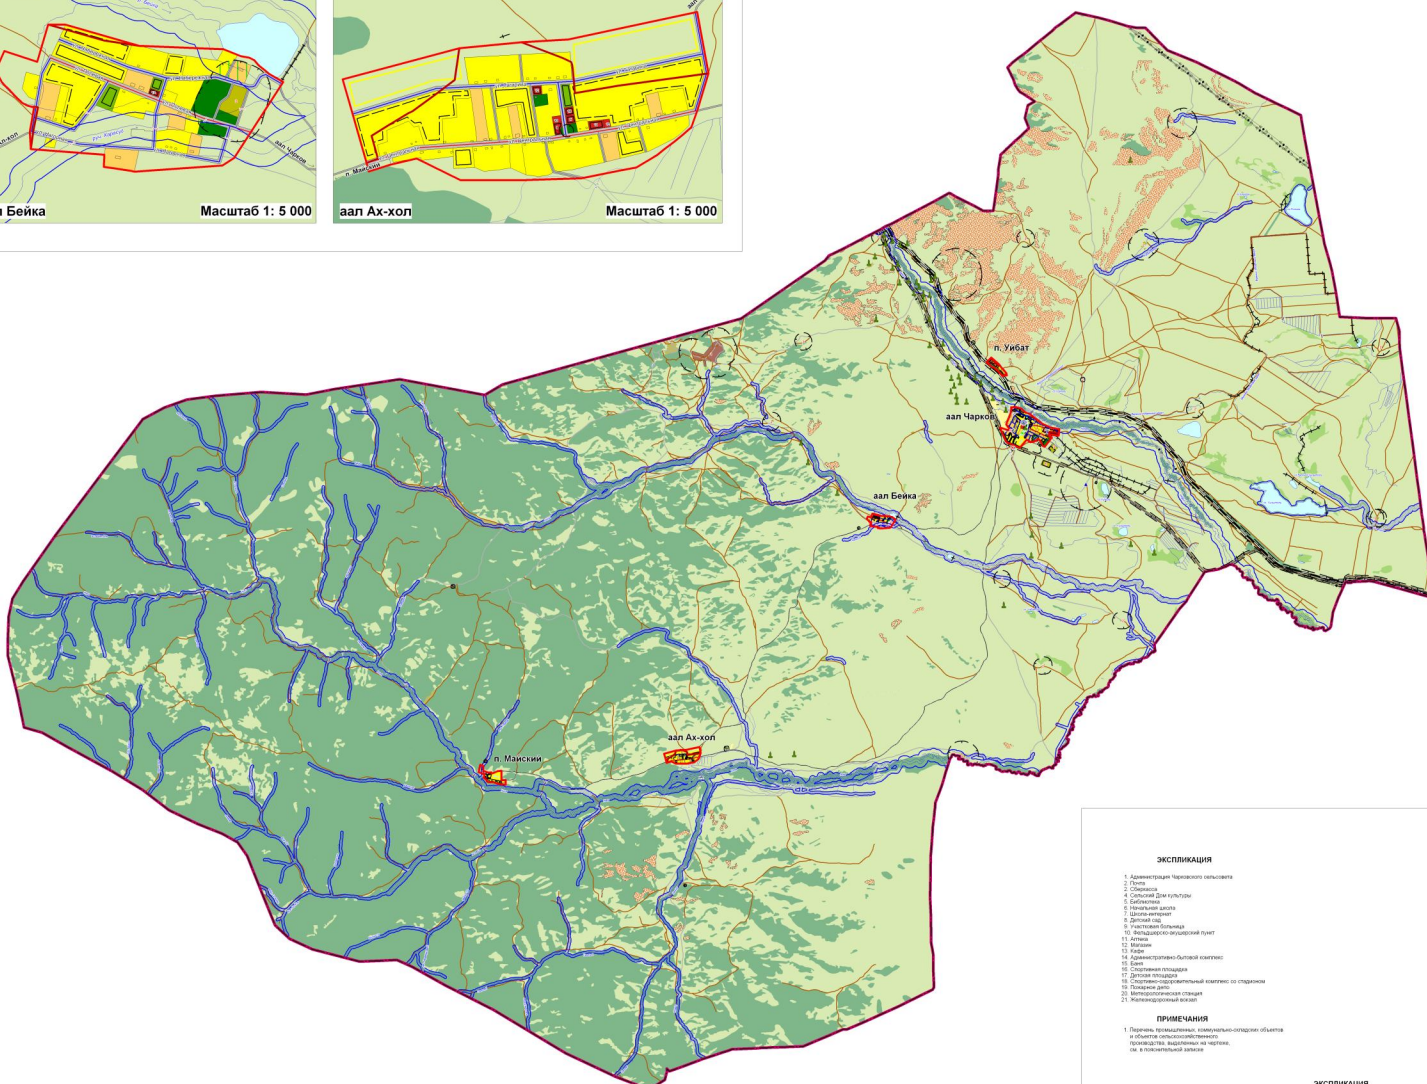 л Бейка
Масштаб 1: 5 000
п. Майский
аал Чарков
аал Ах-хол
Масштаб 1: 5 000
п. Уйбат
аал Чарков
аал Бейка
аал Ах-хол
п. Майский
ЭКСПЛИКАЦИЯ
1. Администрация Чарковского сельсовета
2. Почта
2. Сберкасса
4. Сельский Дом культуры
5. Библиотека
6. Начальная школа
7. Школа-интернат
8. Детский сад
9. Участковая больница
10. Фельдшерско-акушерский пункт
11. Аптека
12. Магазин
13. Кафе
14. Административно-бытовой комплекс
15. Баня
16. Спортивная площадка
17. Детская площадка
18. Спортивно-оздоровительный комплекс со стадионом
19. Пожарное депо
20. Метеорологическая станция
21. Железнодорожный вокзал
ПРИМЕЧАНИЯ
1. Перечень промышленных, коммунально-складских объектов
и объектов сельскохозяйственного
производства, выделенных на чертеже,
см. в пояснительной записке
ЭКСПЛИКАЦИЯ